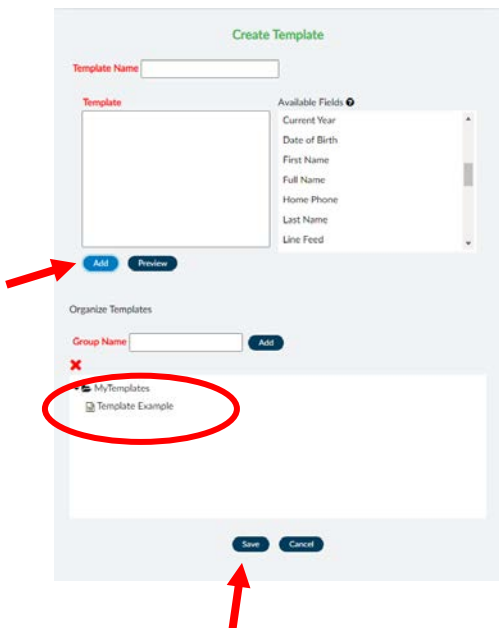 Create Template
Template Name
Template
Available Fields
Current Year
Date of Birth
First Name
Full Name
Home Phone
Last Name
Line Feed
Add Preview
Organize Templates
Group Name Add
MyTemplates
Template Example
Save Cancel